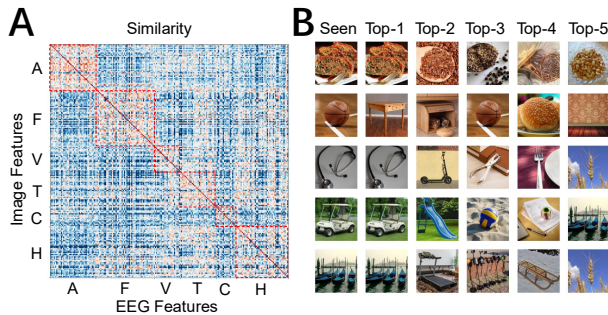 A
Similarity
Image Features
A
F
V
T
C
H
A F V T C H
EEG Features
B
Seen Top-1 Top-2 Top-3 Top-4 Top-5